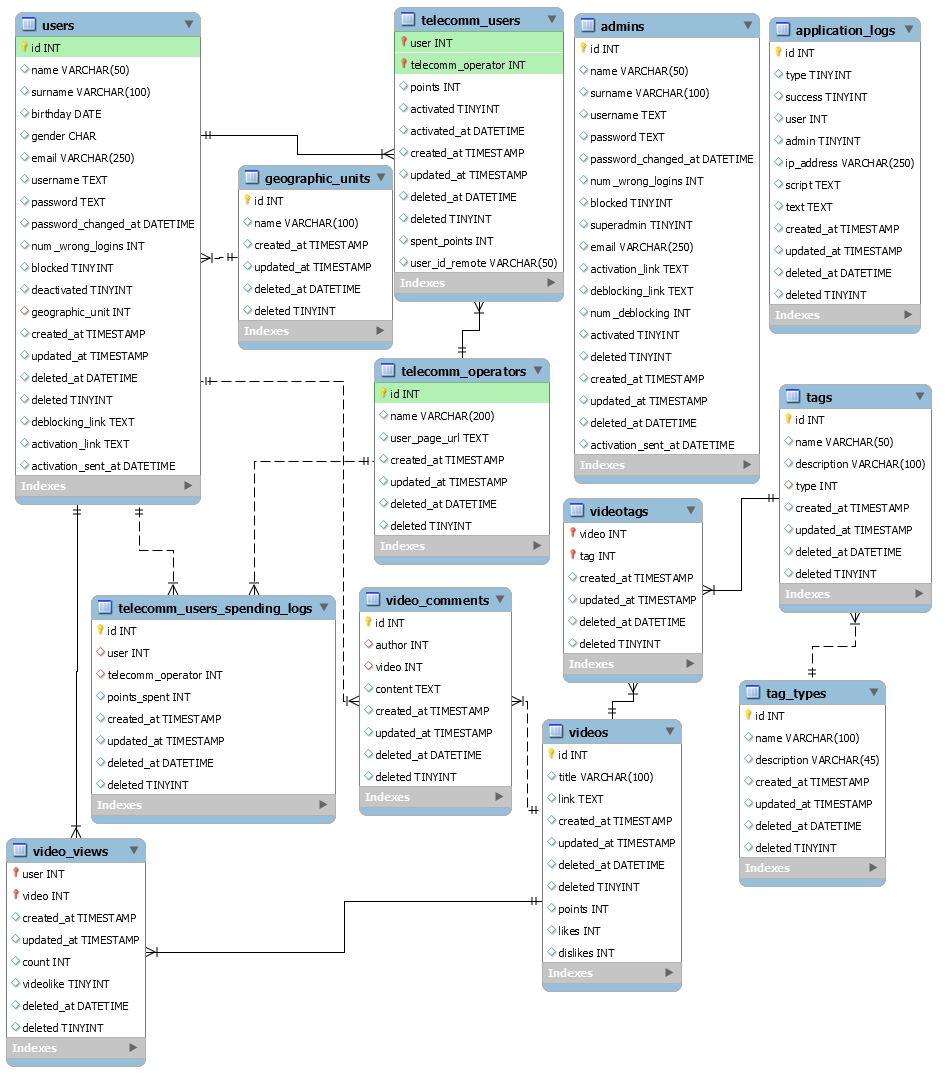 users
id INT
name VARCHAR(50)
surname VARCHAR(100)
birthday DATE
gender CHAR
email VARCHAR(250)
username TEXT
password TEXT
password_changed_at DATETIME
num_wrong_logins INT
blocked TINYINT
deactivated TINYINT
geographic_unit INT
created_at TIMESTAMP
updated_at TIMESTAMP
deleted_at DATETIME
deleted TINYINT
deblocking_link TEXT
activation_link TEXT
activation_sent_at DATETIME
Indexes
telecomm_users
user INT
telecomm_operator INT
points INT
activated TINYINT
activated_at DATETIME
created_at TIMESTAMP
updated_at TIMESTAMP
deleted_at DATETIME
deleted TINYINT
spent_points INT
user_id_remote VARCHAR(50)
Indexes
admins
id INT
name VARCHAR(50)
surname VARCHAR(100)
username TEXT
password TEXT
password_changed_at DATETIME
num_wrong_logins INT
blocked TINYINT
superadmin TINYINT
email VARCHAR(250)
activation_link TEXT
deblocking_link TEXT
num_deblocking INT
activated TINYINT
deleted TINYINT
created_at TIMESTAMP
updated_at TIMESTAMP
deleted_at DATETIME
activation_sent_at DATETIME
Indexes
application_logs
id INT
type TINYINT
success TINYINT
user INT
admin TINYINT
ip_address VARCHAR(250)
script TEXT
text TEXT
created_at TIMESTAMP
updated_at TIMESTAMP
deleted_at DATETIME
deleted TINYINT
Indexes
geographic_units
id INT
name VARCHAR(100)
created_at TIMESTAMP
updated_at TIMESTAMP
deleted_at DATETIME
deleted TINYINT
Indexes
telecomm_operators
id INT
name VARCHAR(200)
user_page_url TEXT
created_at TIMESTAMP
updated_at TIMESTAMP
deleted_at DATETIME
deleted TINYINT
Indexes
tags
id INT
name VARCHAR(50)
description VARCHAR(100)
type INT
created_at TIMESTAMP
updated_at TIMESTAMP
deleted_at DATETIME
deleted TINYINT
Indexes
videotags
video INT
tag INT
created_at TIMESTAMP
updated_at TIMESTAMP
deleted_at DATETIME
deleted TINYINT
Indexes
telecomm_users_spending_logs
id INT
user INT
telecomm_operator INT
points_spent INT
created_at TIMESTAMP
updated_at TIMESTAMP
deleted_at DATETIME
deleted TINYINT
Indexes
video_comments
id INT
author INT
video INT
content TEXT
created_at TIMESTAMP
updated_at TIMESTAMP
deleted_at DATETIME
deleted TINYINT
Indexes
tag_types
id INT
name VARCHAR(100)
description VARCHAR(45)
created_at TIMESTAMP
updated_at TIMESTAMP
deleted_at DATETIME
deleted TINYINT
Indexes
videos
id INT
title VARCHAR(100)
link TEXT
created_at TIMESTAMP
updated_at TIMESTAMP
deleted_at DATETIME
deleted TINYINT
points INT
likes INT
dislikes INT
Indexes
video_views
user INT
video INT
created_at TIMESTAMP
updated_at TIMESTAMP
count INT
videolike TINYINT
deleted_at DATETIME
deleted TINYINT
Indexes